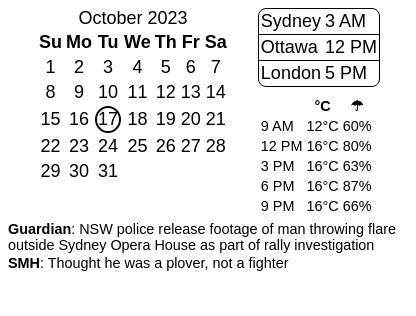 October 2023
Su Mo Tu We Th Fr Sa
1 2 3 4 5 6 7
8 9 10 11 12 13 14
15 16 17 18 19 20 21
22 23 24 25 26 27 28
29 30 31
Sydney 3 AM
Ottawa 12 PM
London 5 PM
°C ☂
9 AM 12°C 60%
12 PM 16°C 80%
3 PM 16°C 63%
6 PM 16°C 87%
9 PM 16°C 66%
Guardian: NSW police release footage of man throwing flare
outside Sydney Opera House as part of rally investigation
SMH: Thought he was a plover, not a fighter